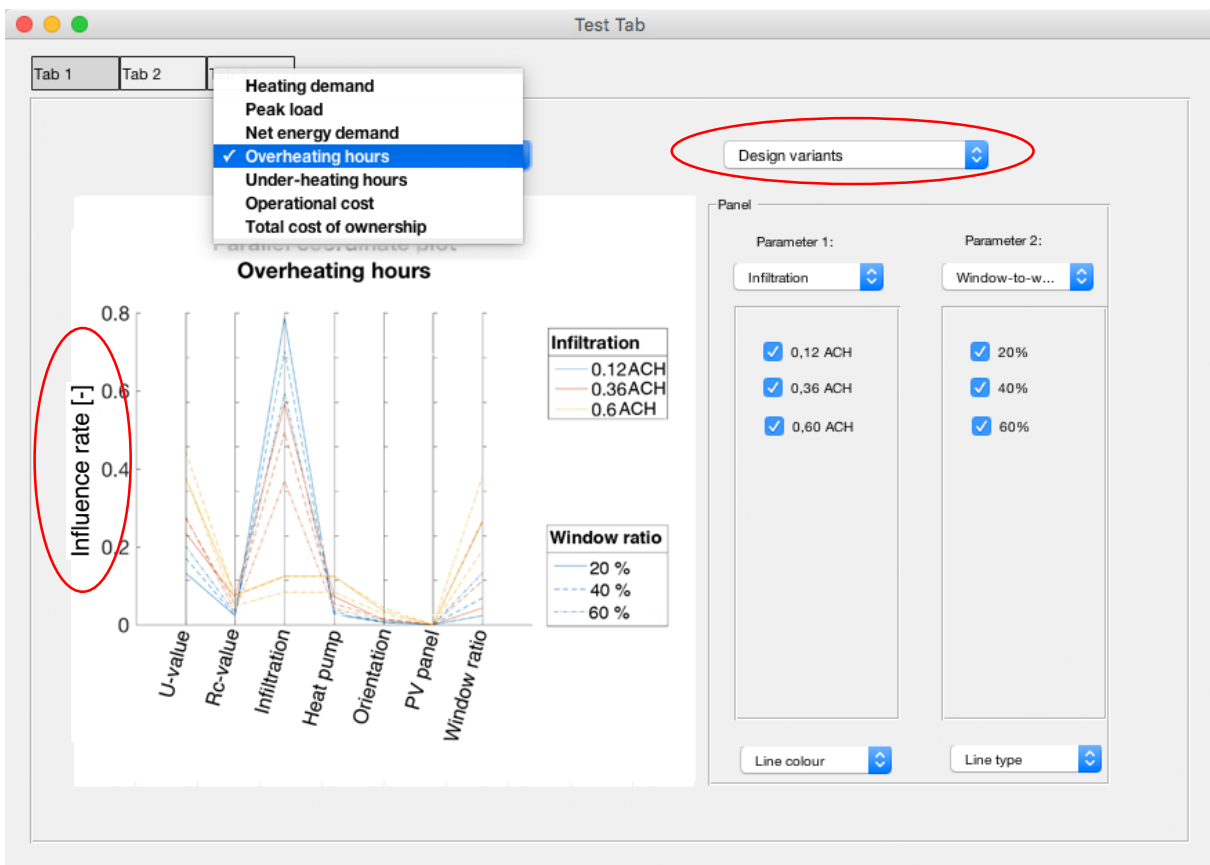 Test Tab
Tab 1
Tab 2
Heating demand
Peak load
Net energy demand
✓ Overheating hours
Under-heating hours
Operational cost
Total cost of ownership
Design variants
Parallel coordinate plot
Overheating hours
Influence rate [-]
0.8
0.6
0.4
0.2
0
U-value
Rc-value
Infiltration
Heat pump
Orientation
PV panel
Window ratio
Infiltration
0.12ACH
0.36ACH
0.6ACH
Window ratio
20 %
40 %
60 %
Panel
Parameter 1:
Parameter 2:
Infiltration
Window-to-w...
0,12 ACH
20%
0,36 ACH
40%
0,60 ACH
60%
Line colour
Line type